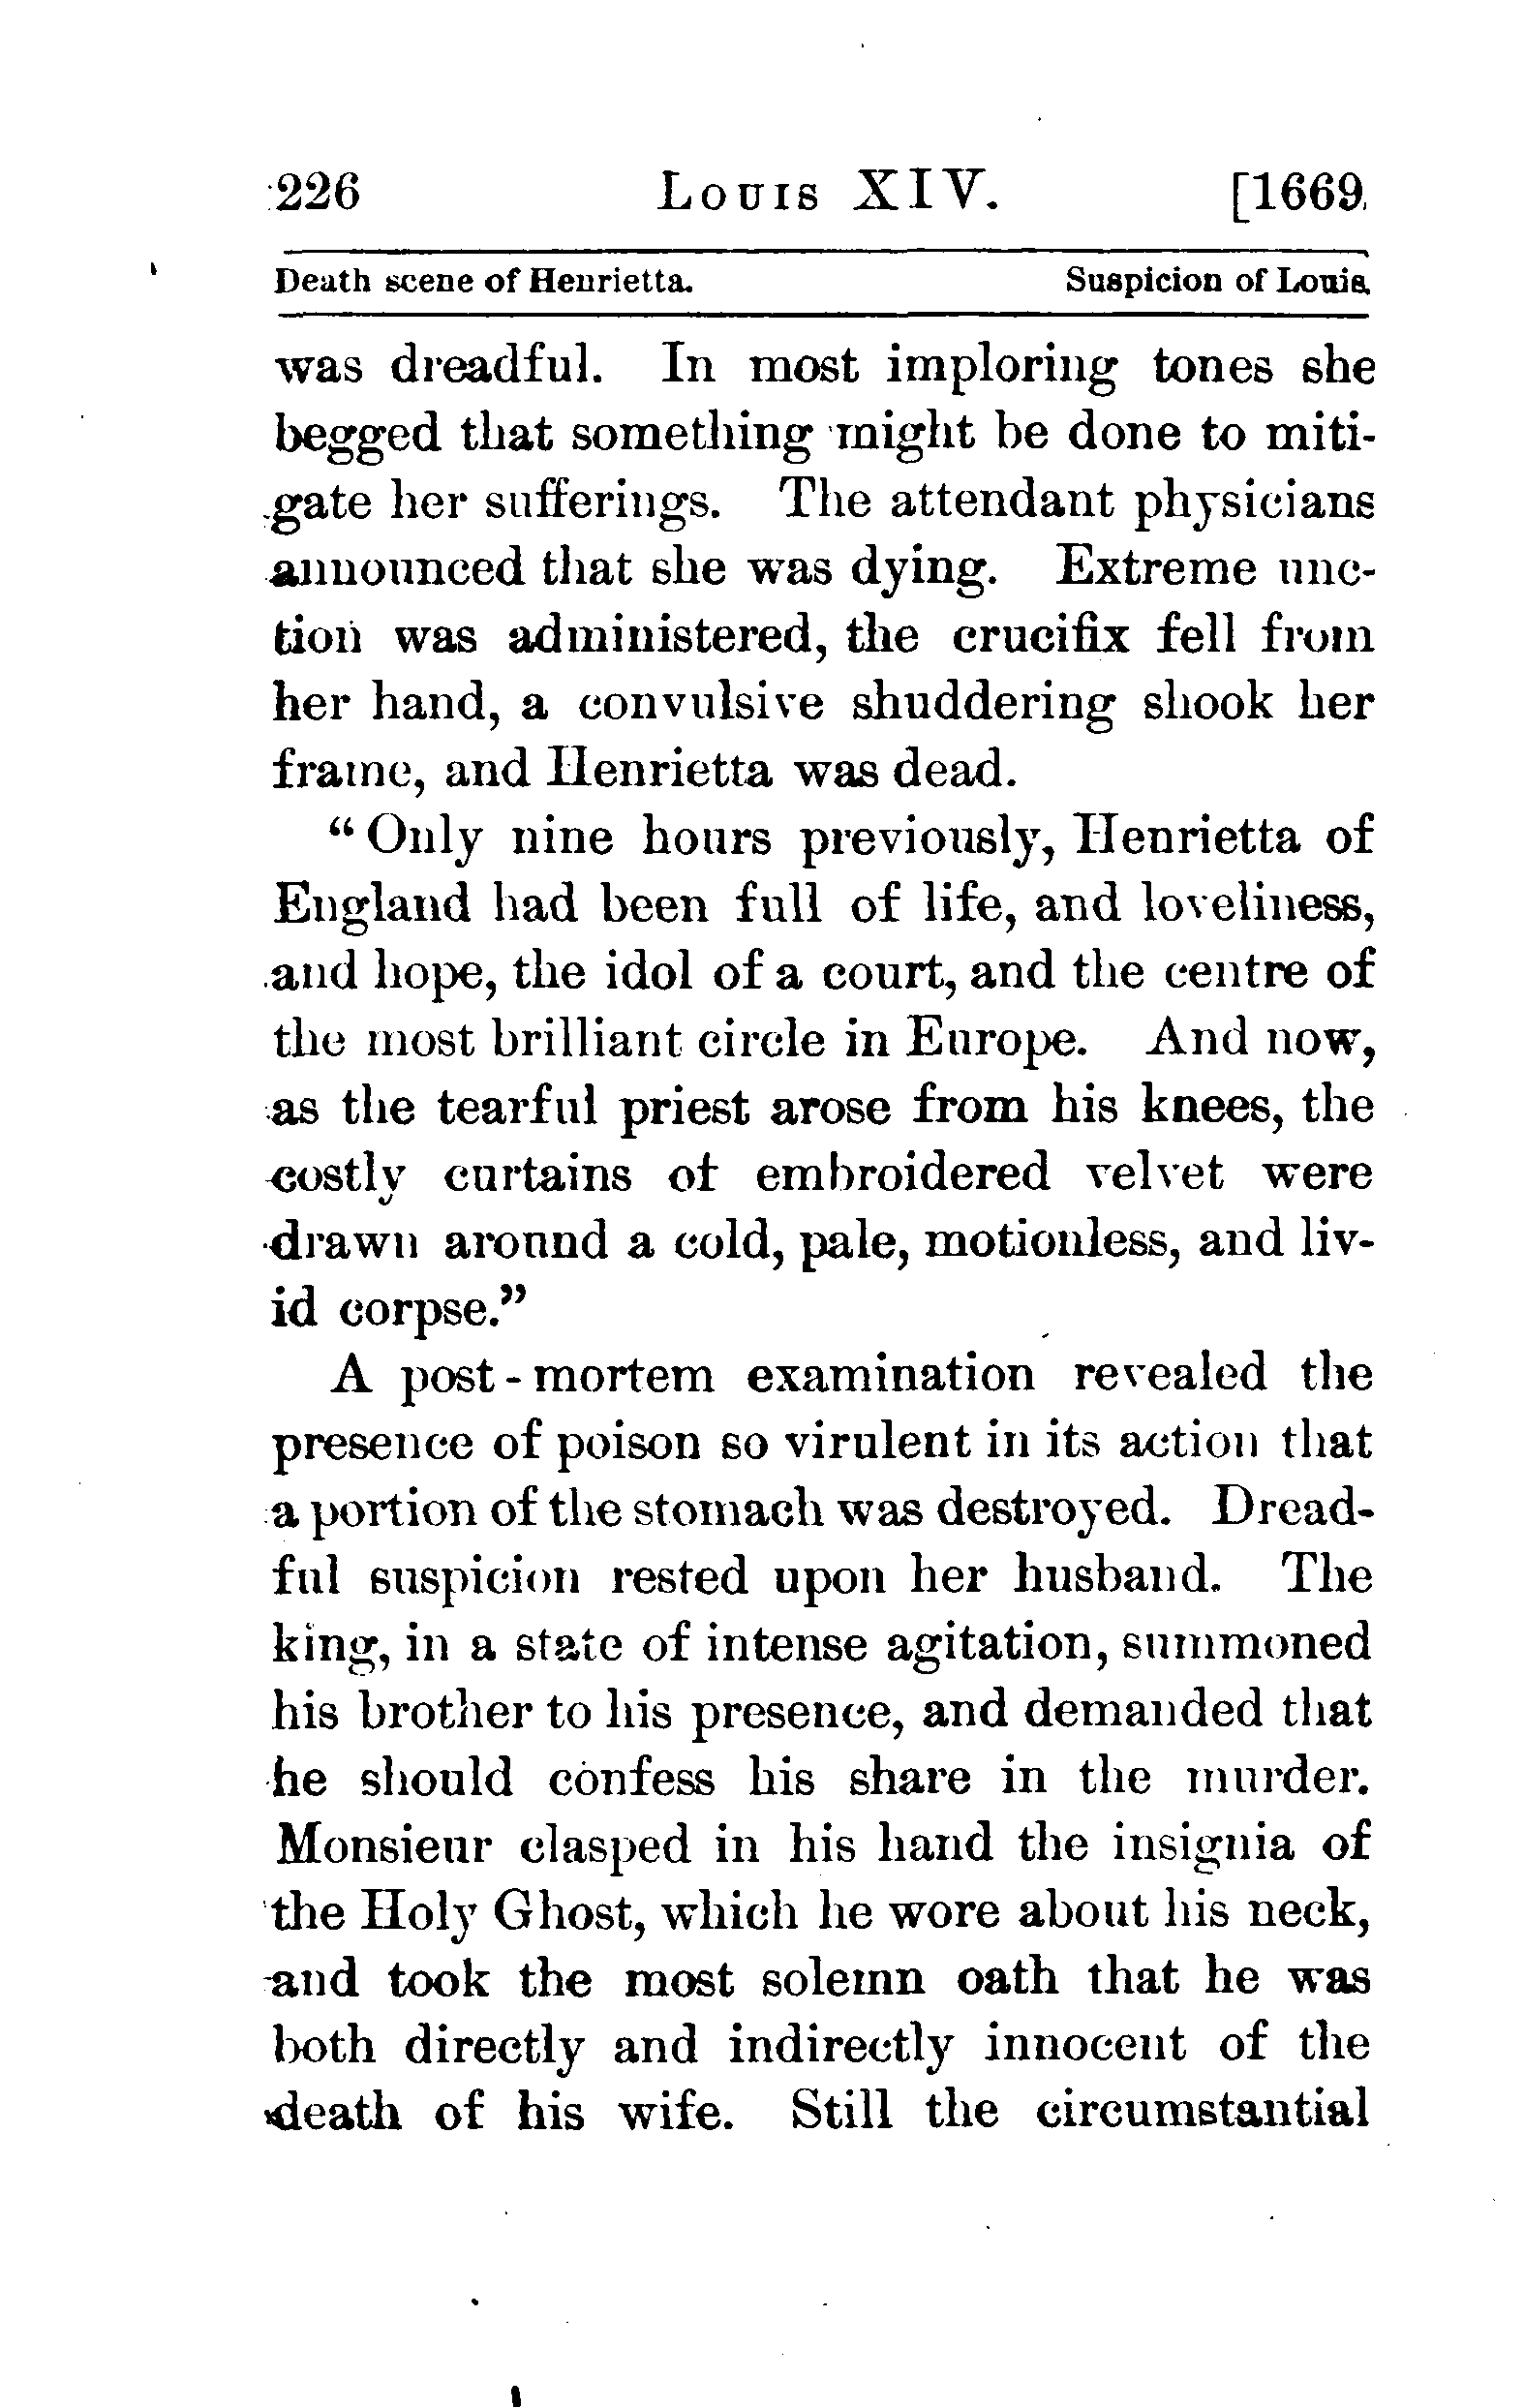 226 Louis XIV. [1669.
Death scene of Henrietta. Suspicion of Louis.
was dreadful. In most imploring tones she
begged that something might be done to miti-
gate her sufferings. The attendant physicians
announced that she was dying. Extreme unc-
tion was administered, the crucifix fell from
her hand, a convulsive shuddering shook her
frame, and Henrietta was dead.
“Only nine hours previously, Henrietta of
England had been full of life, and loveliness,
and hope, the idol of a court, and the centre of
the most brilliant circle in Europe. And now,
as the tearful priest arose from his knees, the
costly curtains of embroidered velvet were
drawn around a cold, pale, motionless, and liv-
id corpse.”
A post-mortem examination revealed the
presence of poison so virulent in its action that
a portion of the stomach was destroyed. Dread-
ful suspicion rested upon her husband. The
king, in a state of intense agitation, summoned
his brother to his presence, and demanded that
he should confess his share in the murder.
Monsieur clasped in his hand the insignia of
the Holy Ghost, which he wore about his neck,
and took the most solemn oath that he was
both directly and indirectly innocent of the
death of his wife. Still the circumstantial